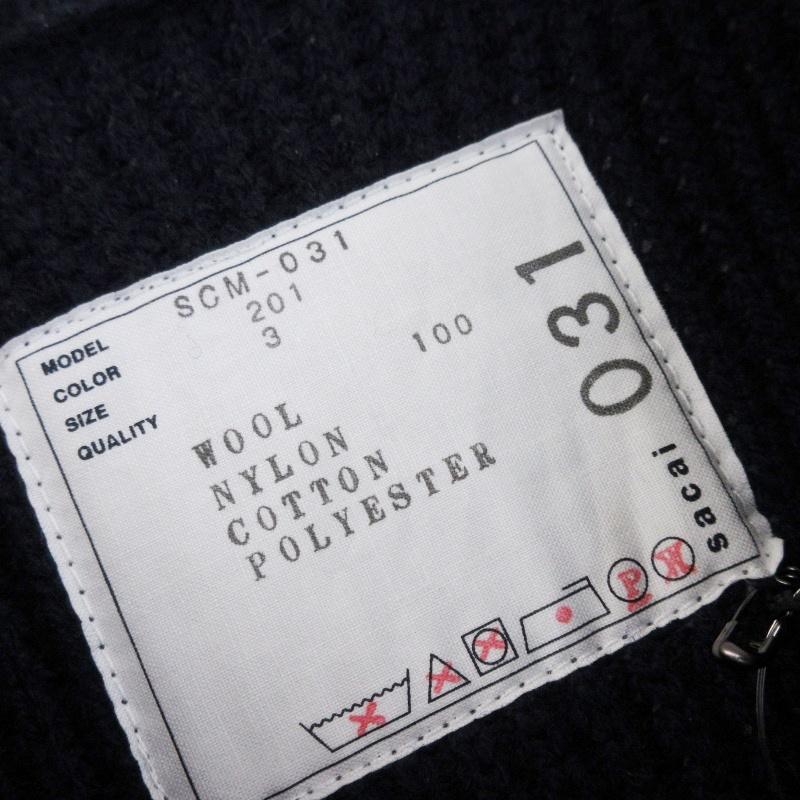 MODEL SCM-031
COLOR 201
SIZE 3 100
QUALITY
WOOL
NYLON
COTTON
POLYESTER
031
sacai
P W